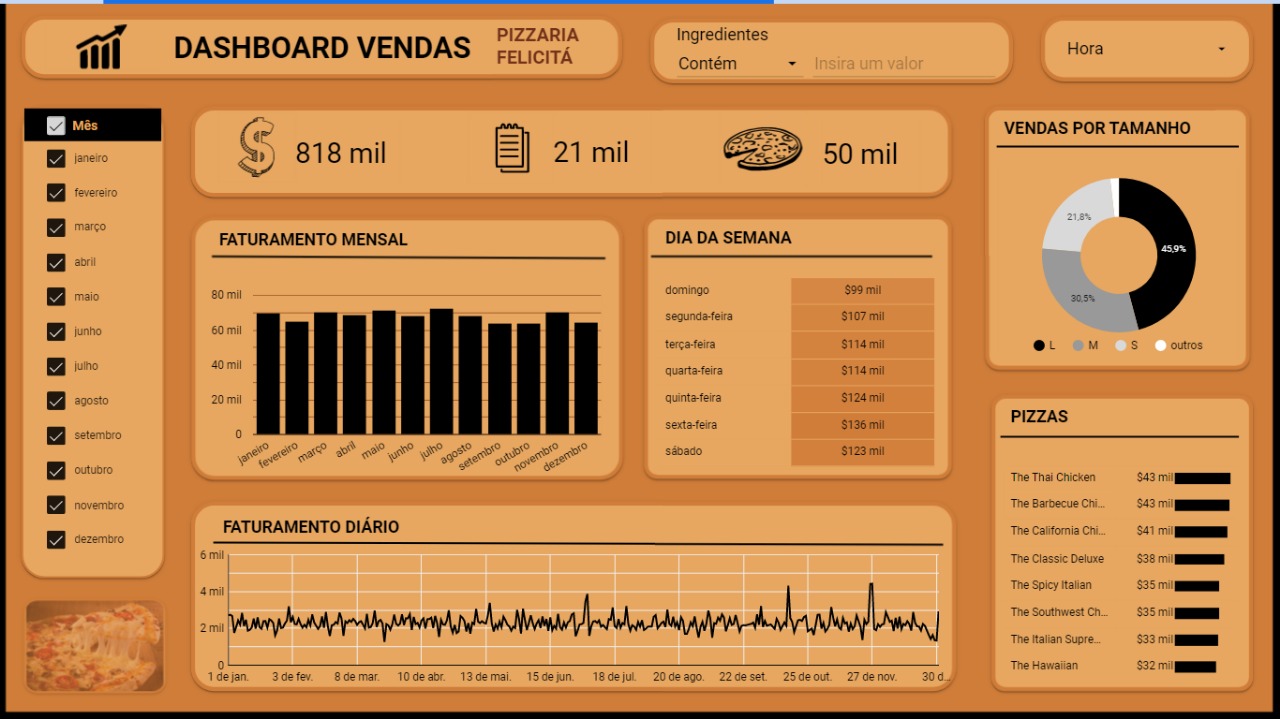 DASHBOARD VENDAS
PIZZARIA
FELICITÁ
Ingredientes
Contém
Insira um valor
Hora
Mês
janeiro
fevereiro
março
abril
maio
junho
julho
agosto
setembro
outubro
novembro
dezembro
818 mil
21 mil
50 mil
FATURAMENTO MENSAL
80 mil
60 mil
40 mil
20 mil
0
janeiro
fevereiro
março
abril
maio
junho
julho
agosto
setembro
outubro
novembro
dezembro
DIA DA SEMANA
domingo $99 mil
segunda-feira $107 mil
terça-feira $114 mil
quarta-feira $114 mil
quinta-feira $124 mil
sexta-feira $136 mil
sábado $123 mil
VENDAS POR TAMANHO
21,8%
45,9%
30,5%
L M S outros
FATURAMENTO DIÁRIO
6 mil
4 mil
2 mil
0
1 de jan. 3 de fev. 8 de mar. 10 de abr. 13 de mai. 15 de jun. 18 de jul. 20 de ago. 22 de set. 25 de out. 27 de nov. 30 d...
PIZZAS
The Thai Chicken $43 mil
The Barbecue Chi... $43 mil
The California Chi... $41 mil
The Classic Deluxe $38 mil
The Spicy Italian $35 mil
The Southwest Ch... $35 mil
The Italian Supre... $33 mil
The Hawaiian $32 mil